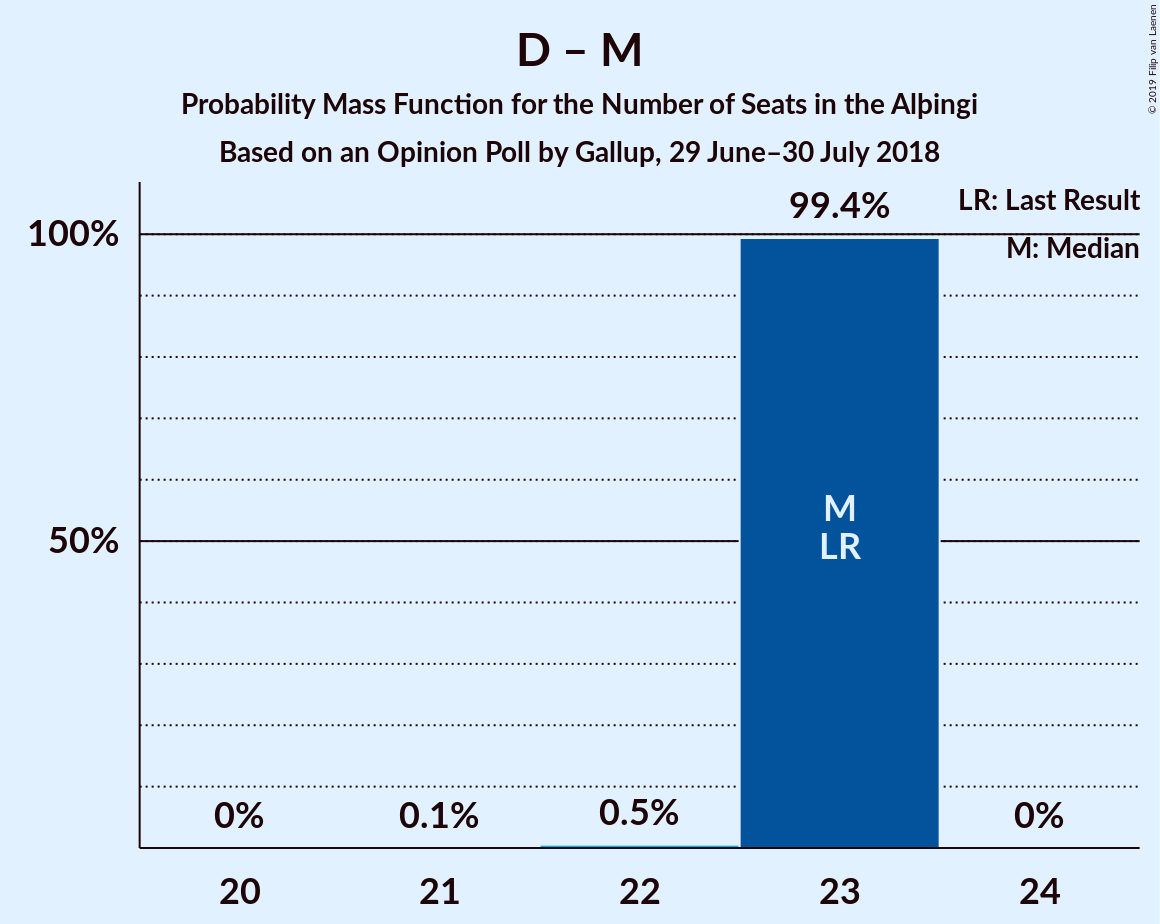 D – M
Probability Mass Function for the Number of Seats in the Alþingi
Based on an Opinion Poll by Gallup, 29 June–30 July 2018
© 2019 Filip van Laenen
LR: Last Result
M: Median
100%
50%
0%
0.1%
0.5%
99.4%
0%
M
LR
20
21
22
23
24